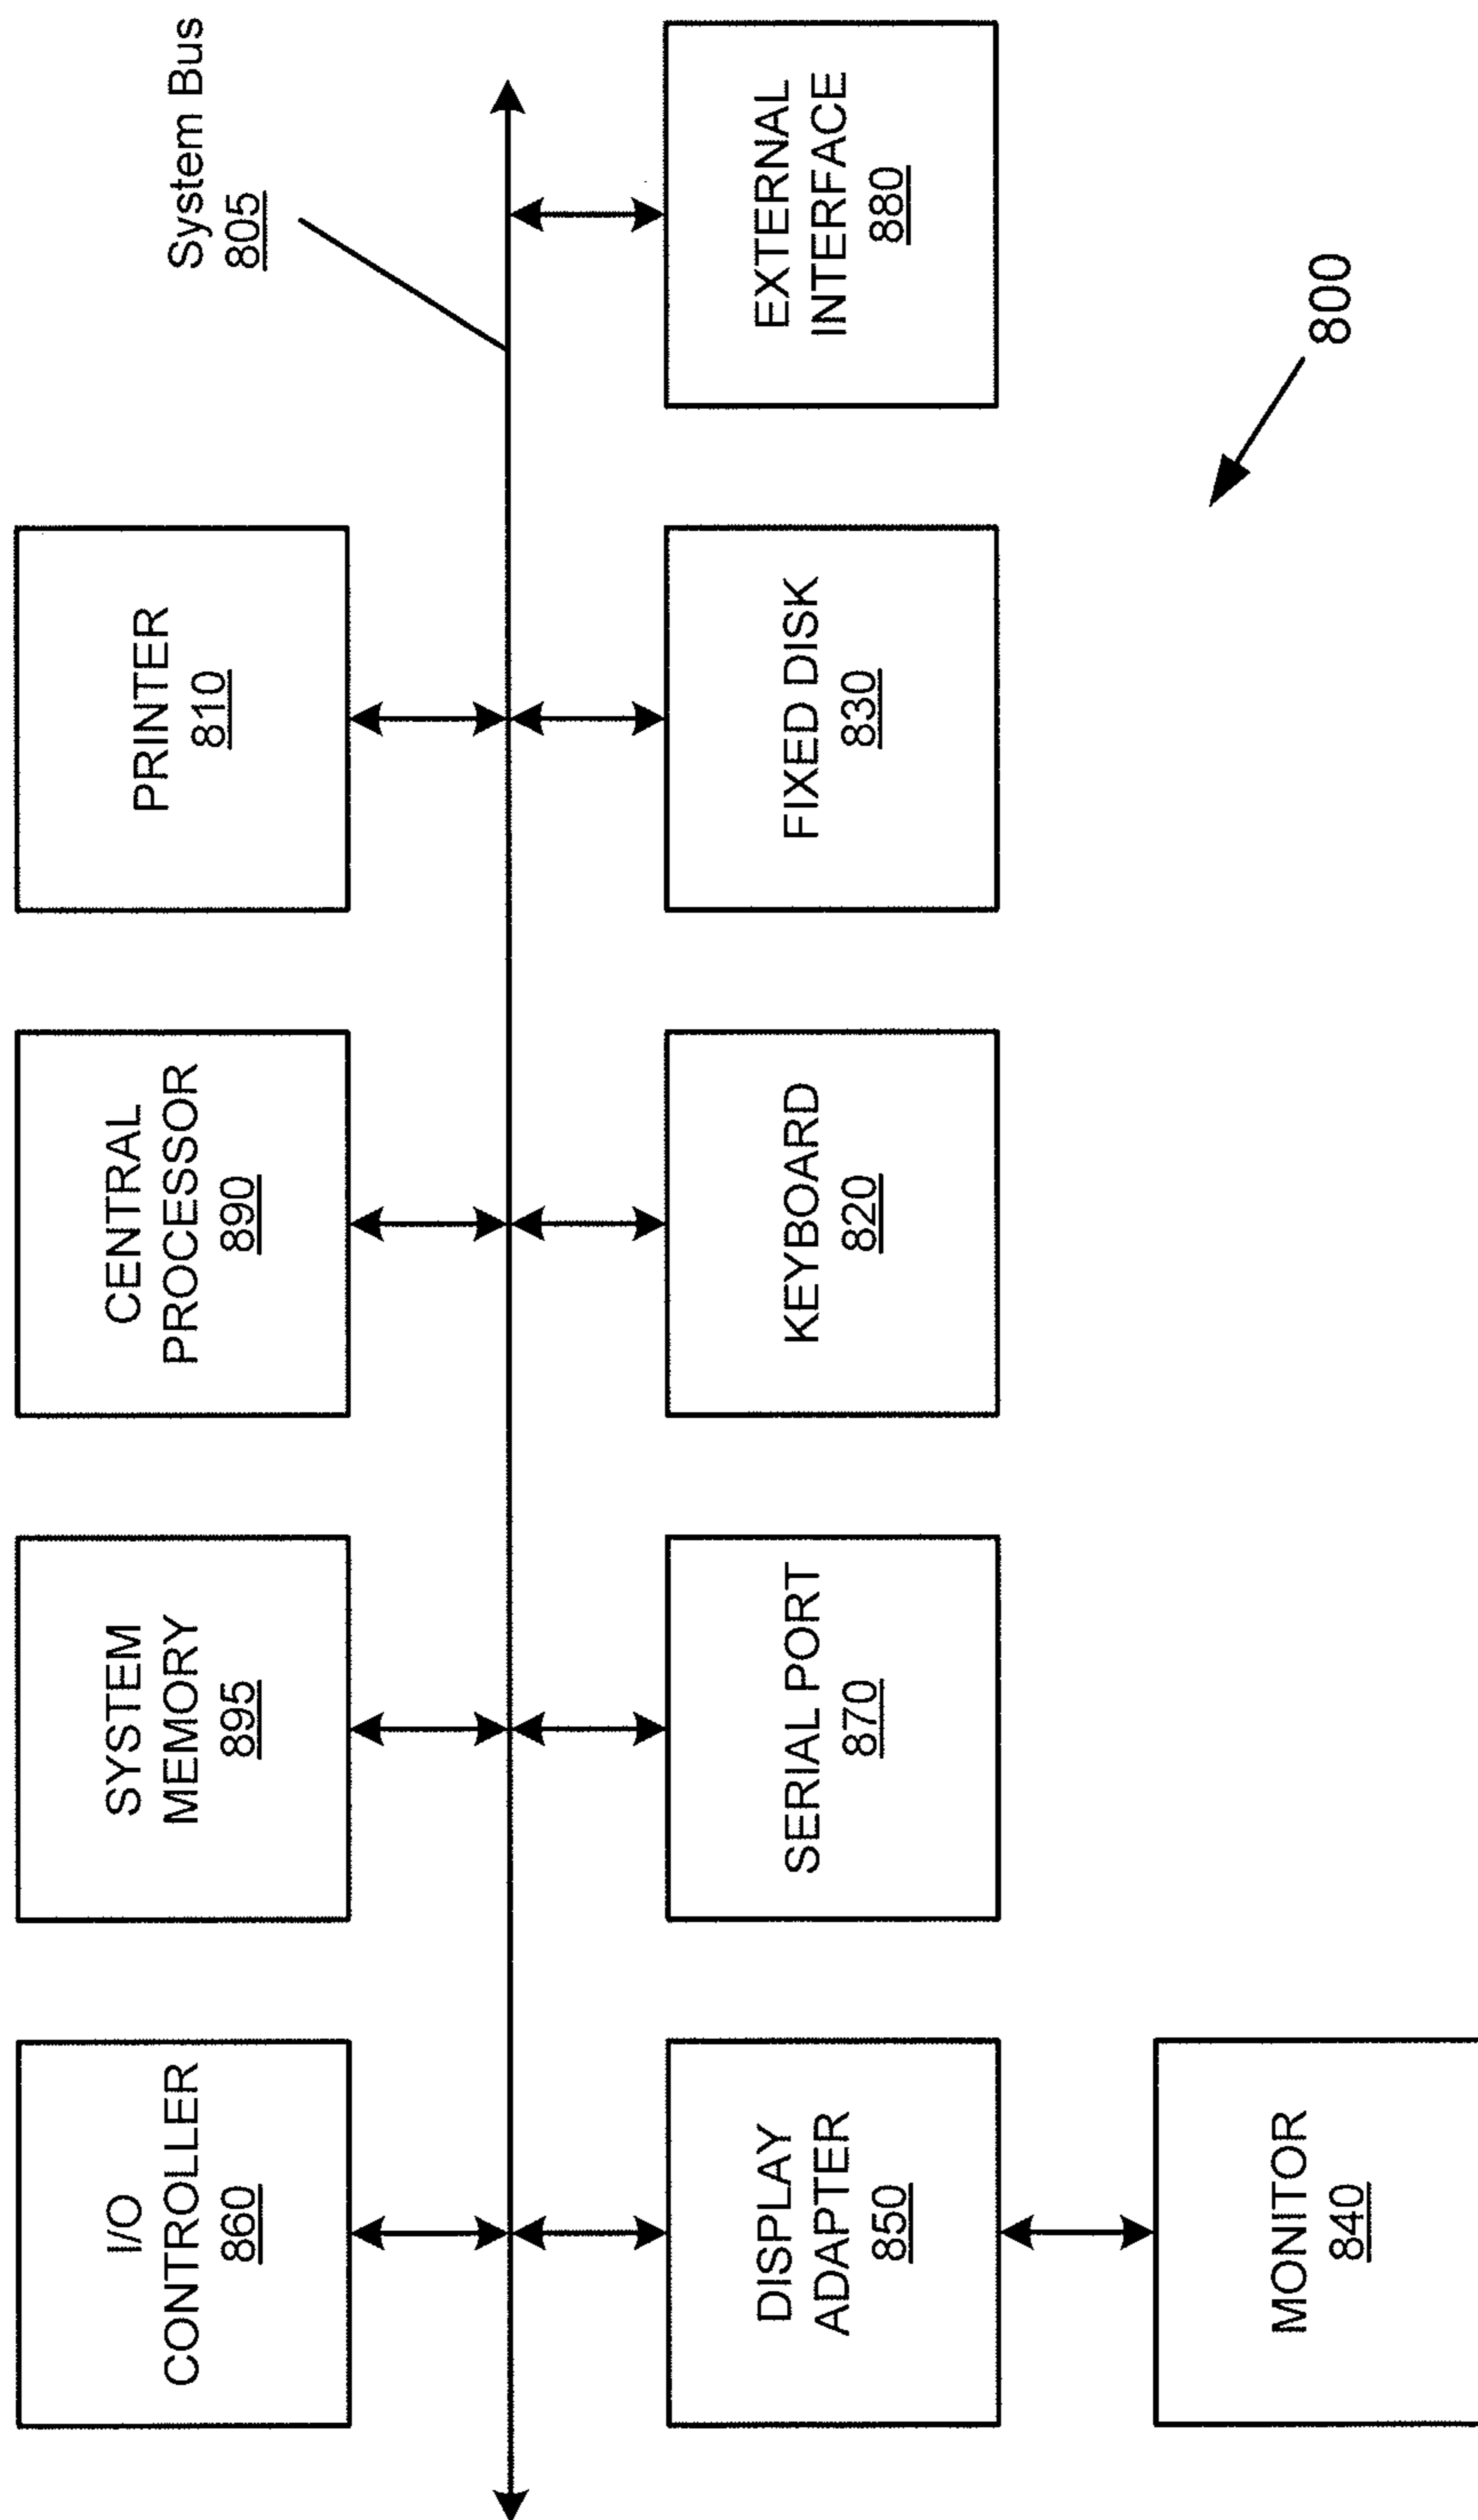 I/O
CONTROLLER
860
SYSTEM
MEMORY
895
CENTRAL
PROCESSOR
890
PRINTER
810
System Bus
805
DISPLAY
ADAPTER
850
SERIAL PORT
870
KEYBOARD
820
FIXED DISK
830
EXTERNAL
INTERFACE
880
MONITOR
840
800